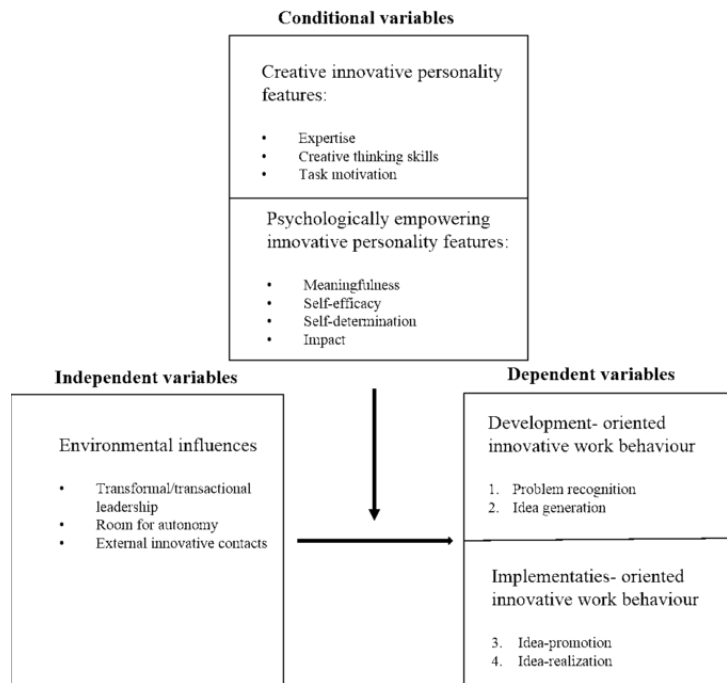 Conditional variables
Creative innovative personality
features:
• Expertise
• Creative thinking skills
• Task motivation
Psychologically empowering
innovative personality features:
• Meaningfulness
• Self-efficacy
• Self-determination
• Impact
Independent variables
Environmental influences
• Transformal/transactional
leadership
• Room for autonomy
• External innovative contacts
Dependent variables
Development- oriented
innovative work behaviour
1. Problem recognition
2. Idea generation
Implementaties- oriented
innovative work behaviour
3. Idea-promotion
4. Idea-realization